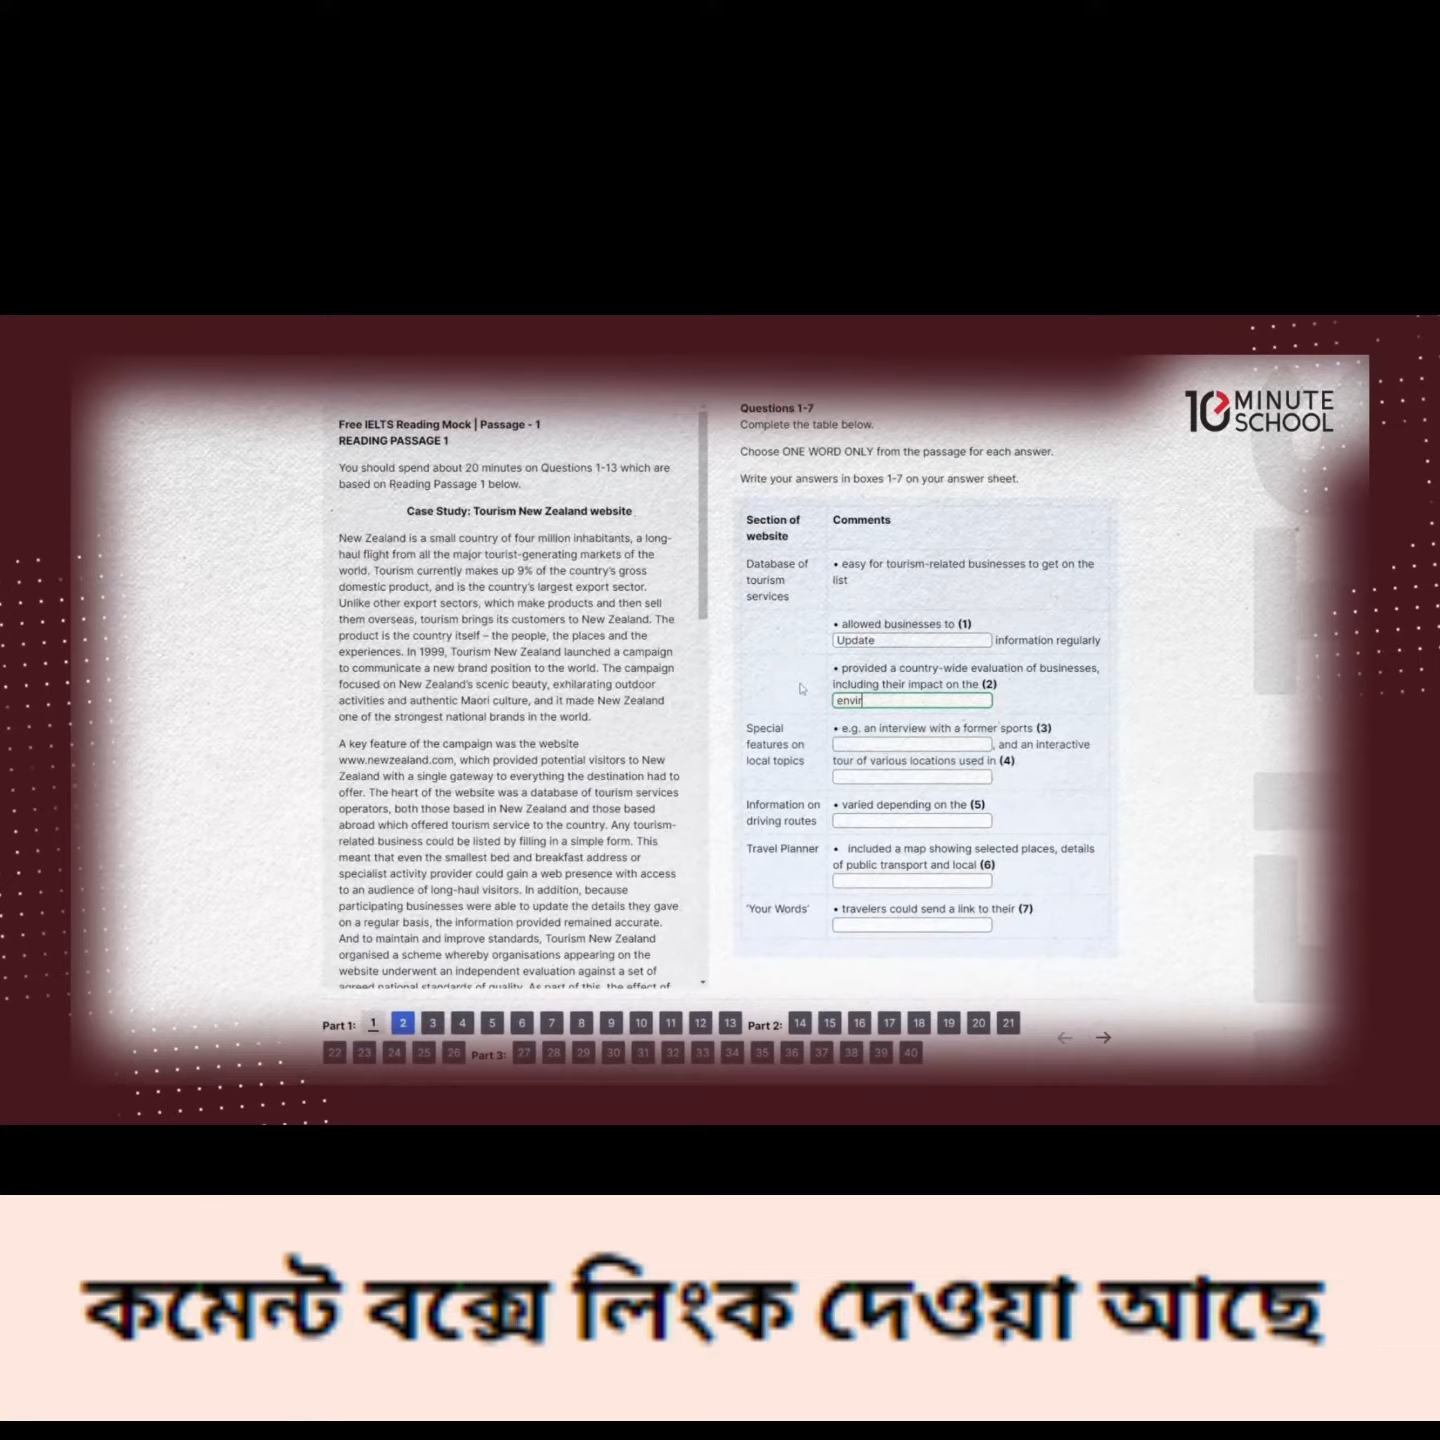 10 MINUTE
SCHOOL
Free IELTS Reading Mock | Passage - 1
READING PASSAGE 1
You should spend about 20 minutes on Questions 1-13 which are
based on Reading Passage 1 below.
Case Study: Tourism New Zealand website
New Zealand is a small country of four million inhabitants, a long-
haul flight from all the major tourist-generating markets of the
world. Tourism currently makes up 9% of the country's gross
domestic product, and is the country's largest export sector.
Unlike other export sectors, which make products and then sell
them overseas, tourism brings its customers to New Zealand. The
product is the country itself – the people, the places and the
experiences. In 1999, Tourism New Zealand launched a campaign
to communicate a new brand position to the world. The campaign
focused on New Zealand's scenic beauty, exhilarating outdoor
activities and authentic Maori culture, and it made New Zealand
one of the strongest national brands in the world.
A key feature of the campaign was the website
www.newzealand.com, which provided potential visitors to New
Zealand with a single gateway to everything the destination had to
offer. The heart of the website was a database of tourism services
operators, both those based in New Zealand and those based
abroad which offered tourism service to the country. Any tourism-
related business could be listed by filling in a simple form. This
meant that even the smallest bed and breakfast address or
specialist activity provider could gain a web presence with access
to an audience of long-haul visitors. In addition, because
participating businesses were able to update the details they gave
on a regular basis, the information provided remained accurate.
And to maintain and improve standards, Tourism New Zealand
organised a scheme whereby organisations appearing on the
website underwent an independent evaluation against a set of
agreed national standards of quality. As part of this, the effect of
Questions 1-7
Complete the table below.
Choose ONE WORD ONLY from the passage for each answer.
Write your answers in boxes 1-7 on your answer sheet.
Section of
website
Comments
Database of
tourism
services
• easy for tourism-related businesses to get on the
list
• allowed businesses to (1)
Update information regularly
• provided a country-wide evaluation of businesses,
including their impact on the (2)
envir
Special
features on
local topics
• e.g. an interview with a former sports (3)
, and an interactive
tour of various locations used in (4)
Information on
driving routes
• varied depending on the (5)
Travel Planner
• included a map showing selected places, details
of public transport and local (6)
'Your Words'
• travelers could send a link to their (7)
Part 1: 1 2 3 4 5 6 7 8 9 10 11 12 13 Part 2: 14 15 16 17 18 19 20 21
22 23 24 25 26 Part 3: 27 28 29 30 31 32 33 34 35 36 37 38 39 40
কমেন্ট বক্সে লিংক দেওয়া আছে